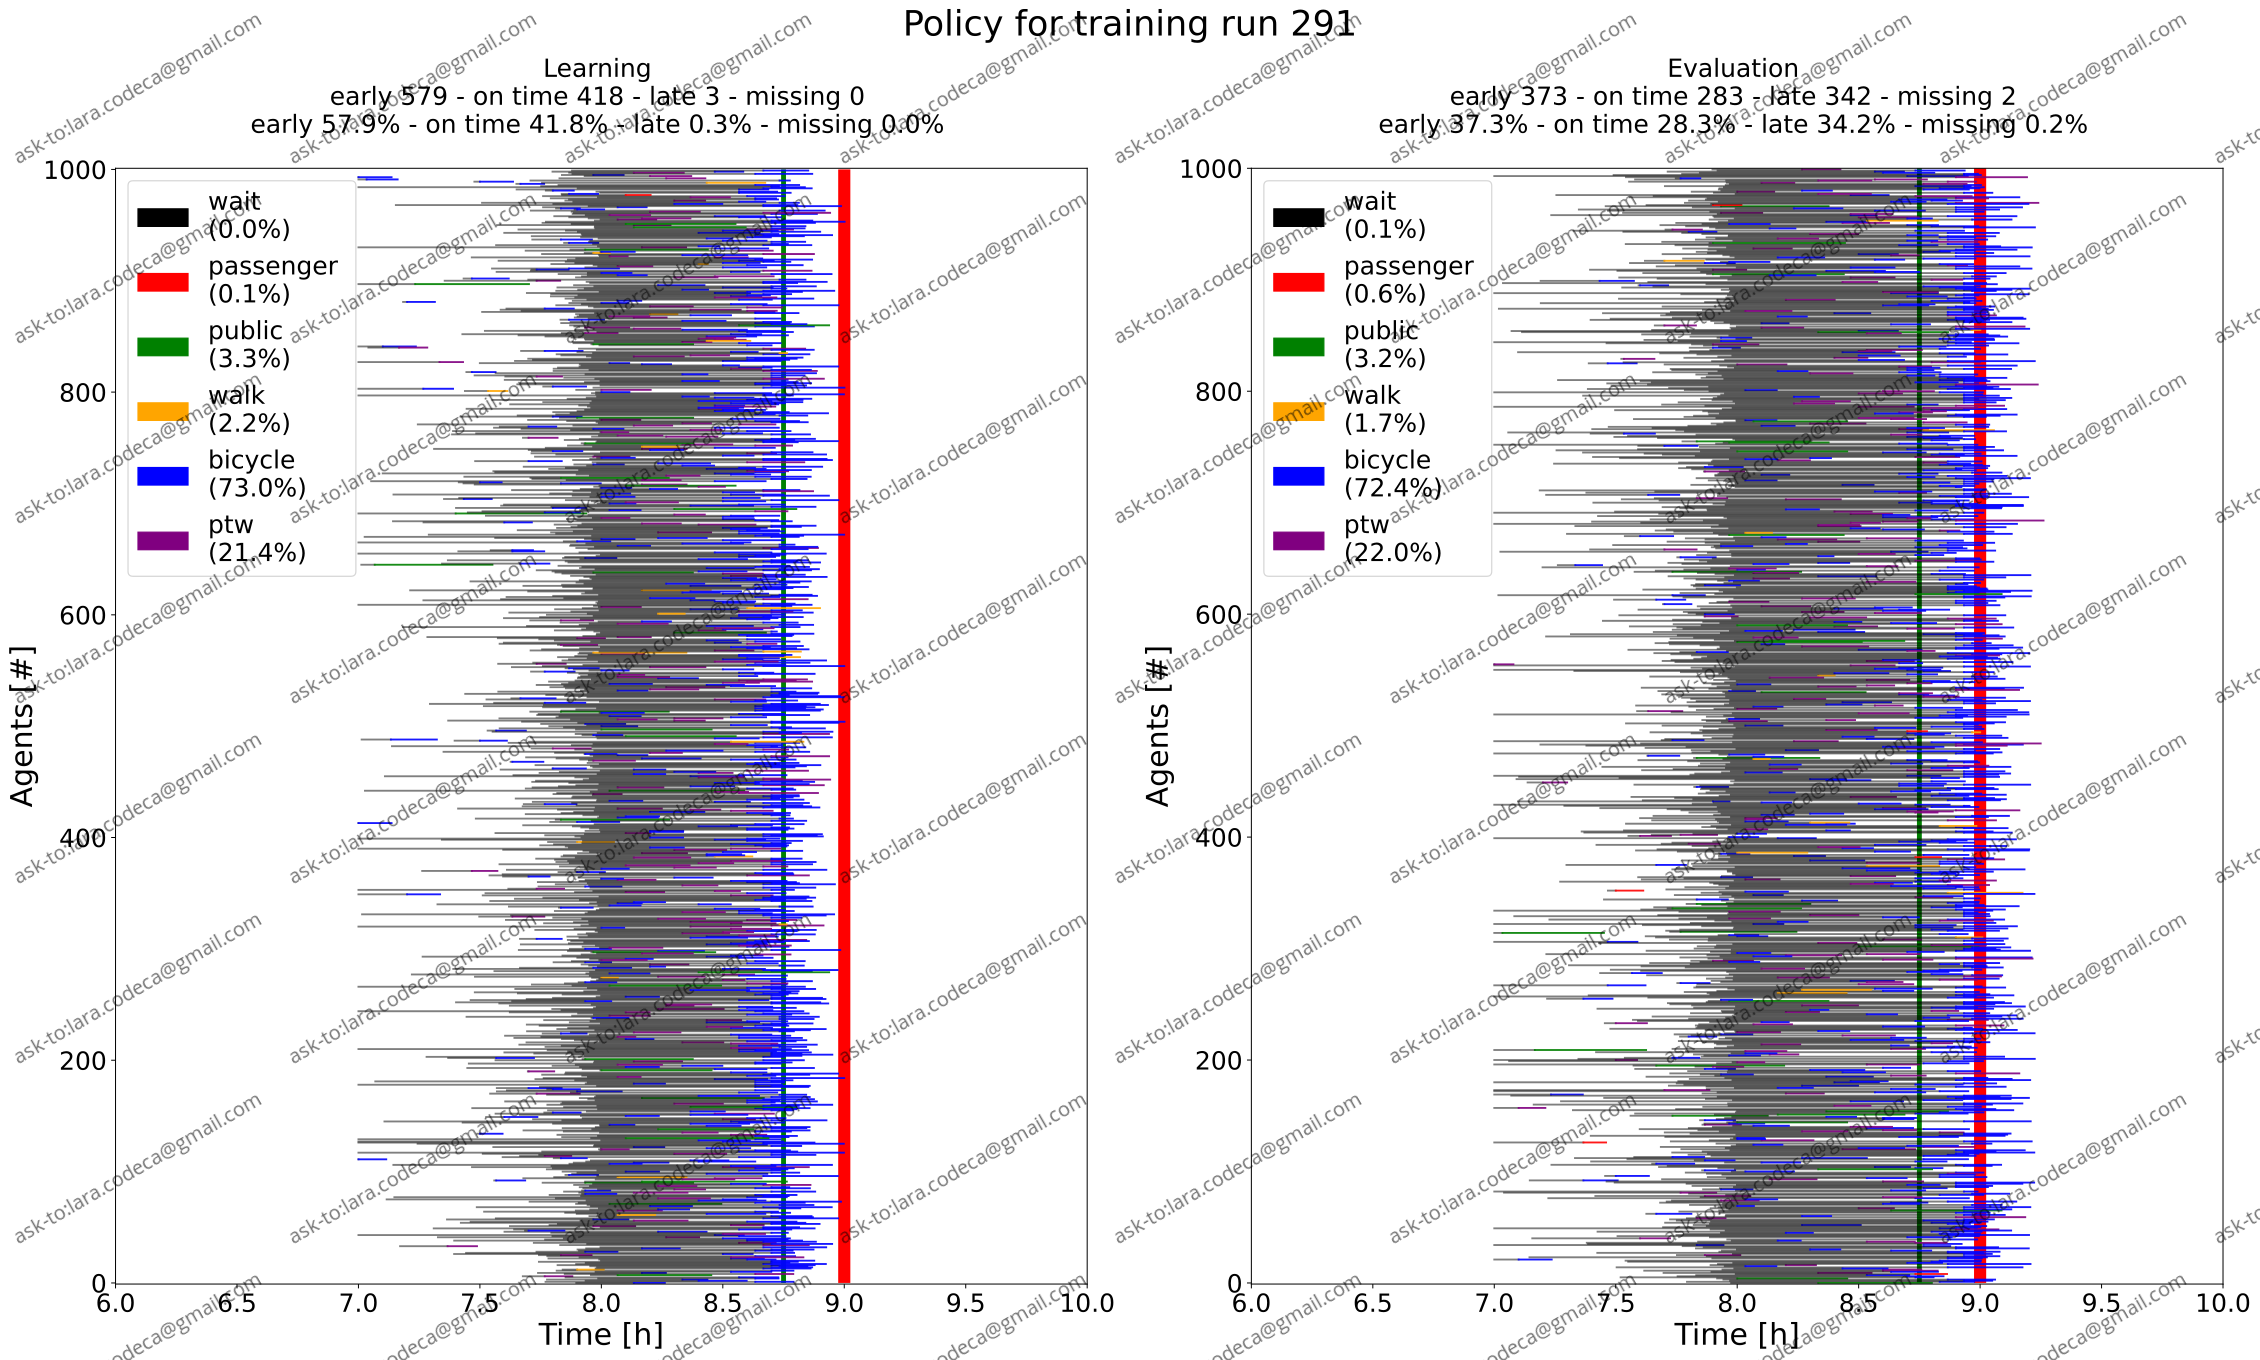 Policy for training run 291
Learning
early 579 - on time 418 - late 3 - missing 0
early 57.9% - on time 41.8% - late 0.3% - missing 0.0%
1000
800
600
400
200
0
Agents [#]
wait
(0.0%)
passenger
(0.1%)
public
(3.3%)
walk
(2.2%)
bicycle
(73.0%)
ptw
(21.4%)
6.0 6.5 7.0 7.5 8.0 8.5 9.0 9.5 10.0
Time [h]
Evaluation
early 373 - on time 283 - late 342 - missing 2
early 37.3% - on time 28.3% - late 34.2% - missing 0.2%
1000
800
600
400
200
0
Agents [#]
wait
(0.1%)
passenger
(0.6%)
public
(3.2%)
walk
(1.7%)
bicycle
(72.4%)
ptw
(22.0%)
6.0 6.5 7.0 7.5 8.0 8.5 9.0 9.5 10.0
Time [h]
ask-to:lara.codeca@gmail.com